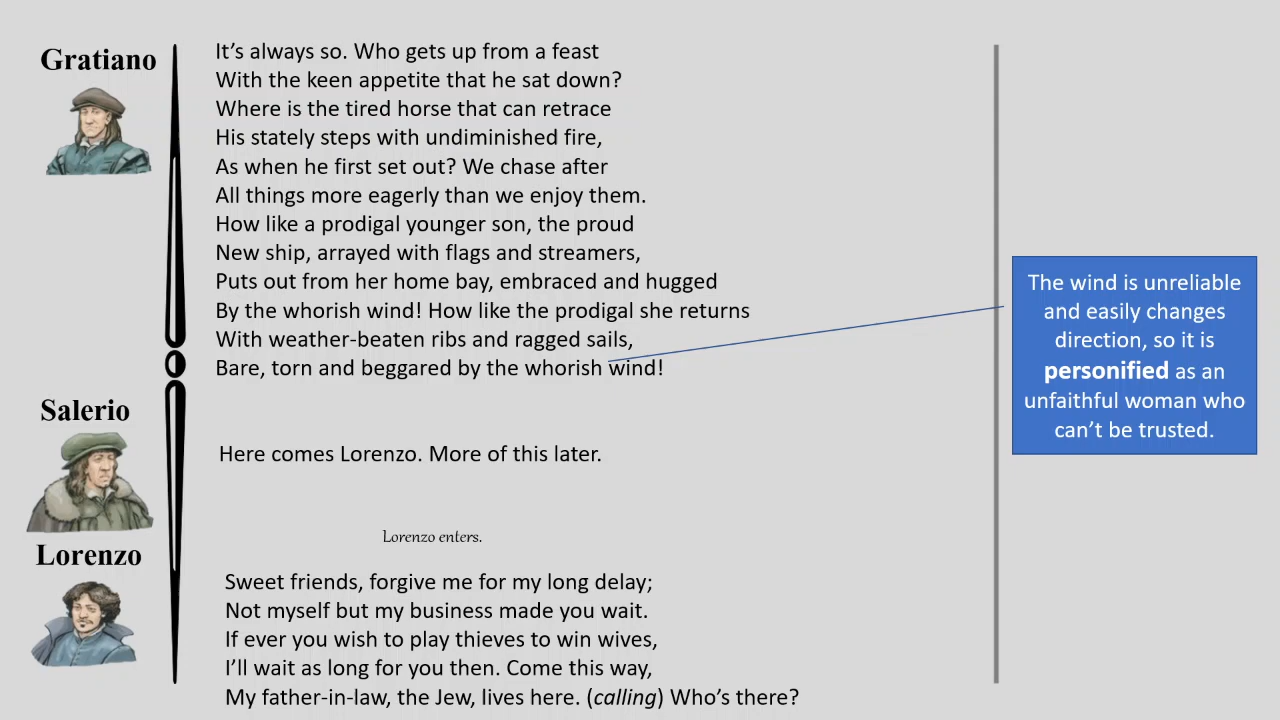 Gratiano
It’s always so. Who gets up from a feast
With the keen appetite that he sat down?
Where is the tired horse that can retrace
His stately steps with undiminished fire,
As when he first set out? We chase after
All things more eagerly than we enjoy them.
How like a prodigal younger son, the proud
New ship, arrayed with flags and streamers,
Puts out from her home bay, embraced and hugged
By the whorish wind! How like the prodigal she returns
With weather-beaten ribs and ragged sails,
Bare, torn and beggared by the whorish wind!
The wind is unreliable
and easily changes
direction, so it is
personified as an
unfaithful woman who
can’t be trusted.
Salerio
Here comes Lorenzo. More of this later.
Lorenzo enters.
Lorenzo
Sweet friends, forgive me for my long delay;
Not myself but my business made you wait.
If ever you wish to play thieves to win wives,
I’ll wait as long for you then. Come this way,
My father-in-law, the Jew, lives here. (calling) Who’s there?